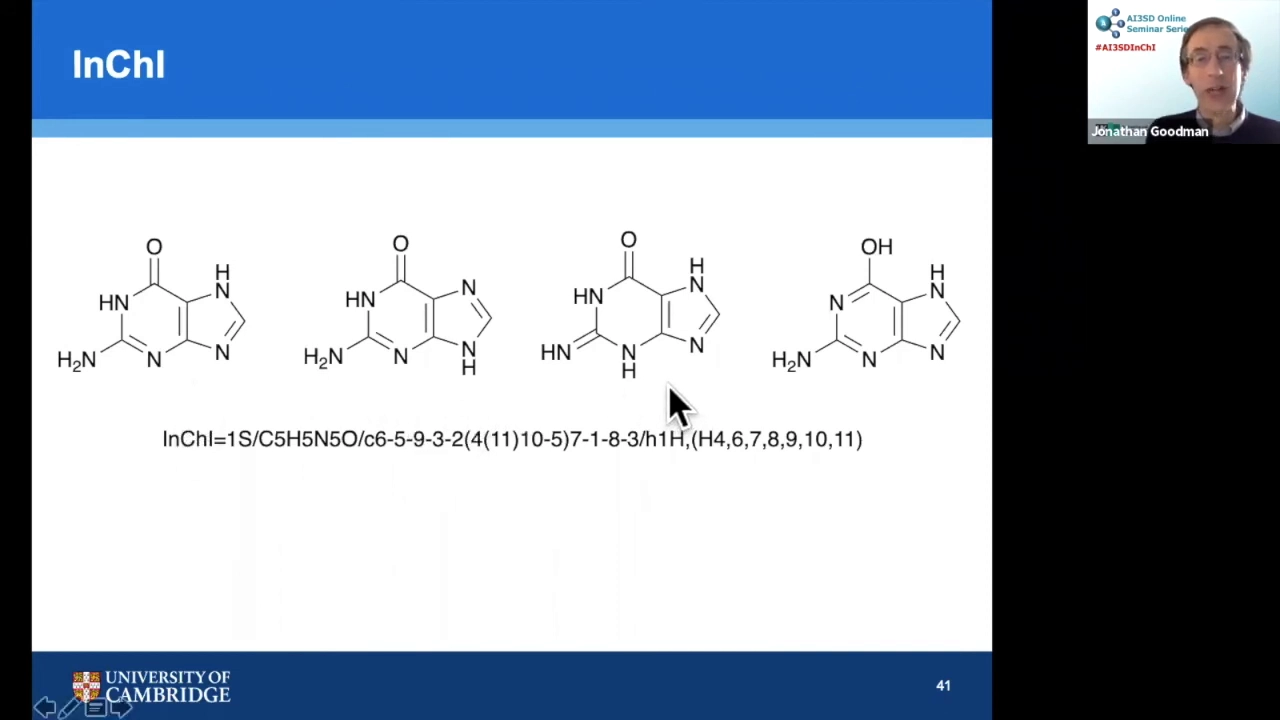 InChI
O
H
HN
N
H2N
N
N
O
N
HN
H2N
N
N
H
O
H
HN
N
HN
N
N
H
OH
H
N
N
H2N
N
N
InChI=1S/C5H5N5O/c6-5-9-3-2(4(11)10-5)7-1-8-3/h1H,(H4,6,7,8,9,10,11)
UNIVERSITY OF
CAMBRIDGE
41
AI3SD Online
Seminar Serie
#AI3SDInChI
Jonathan Goodman